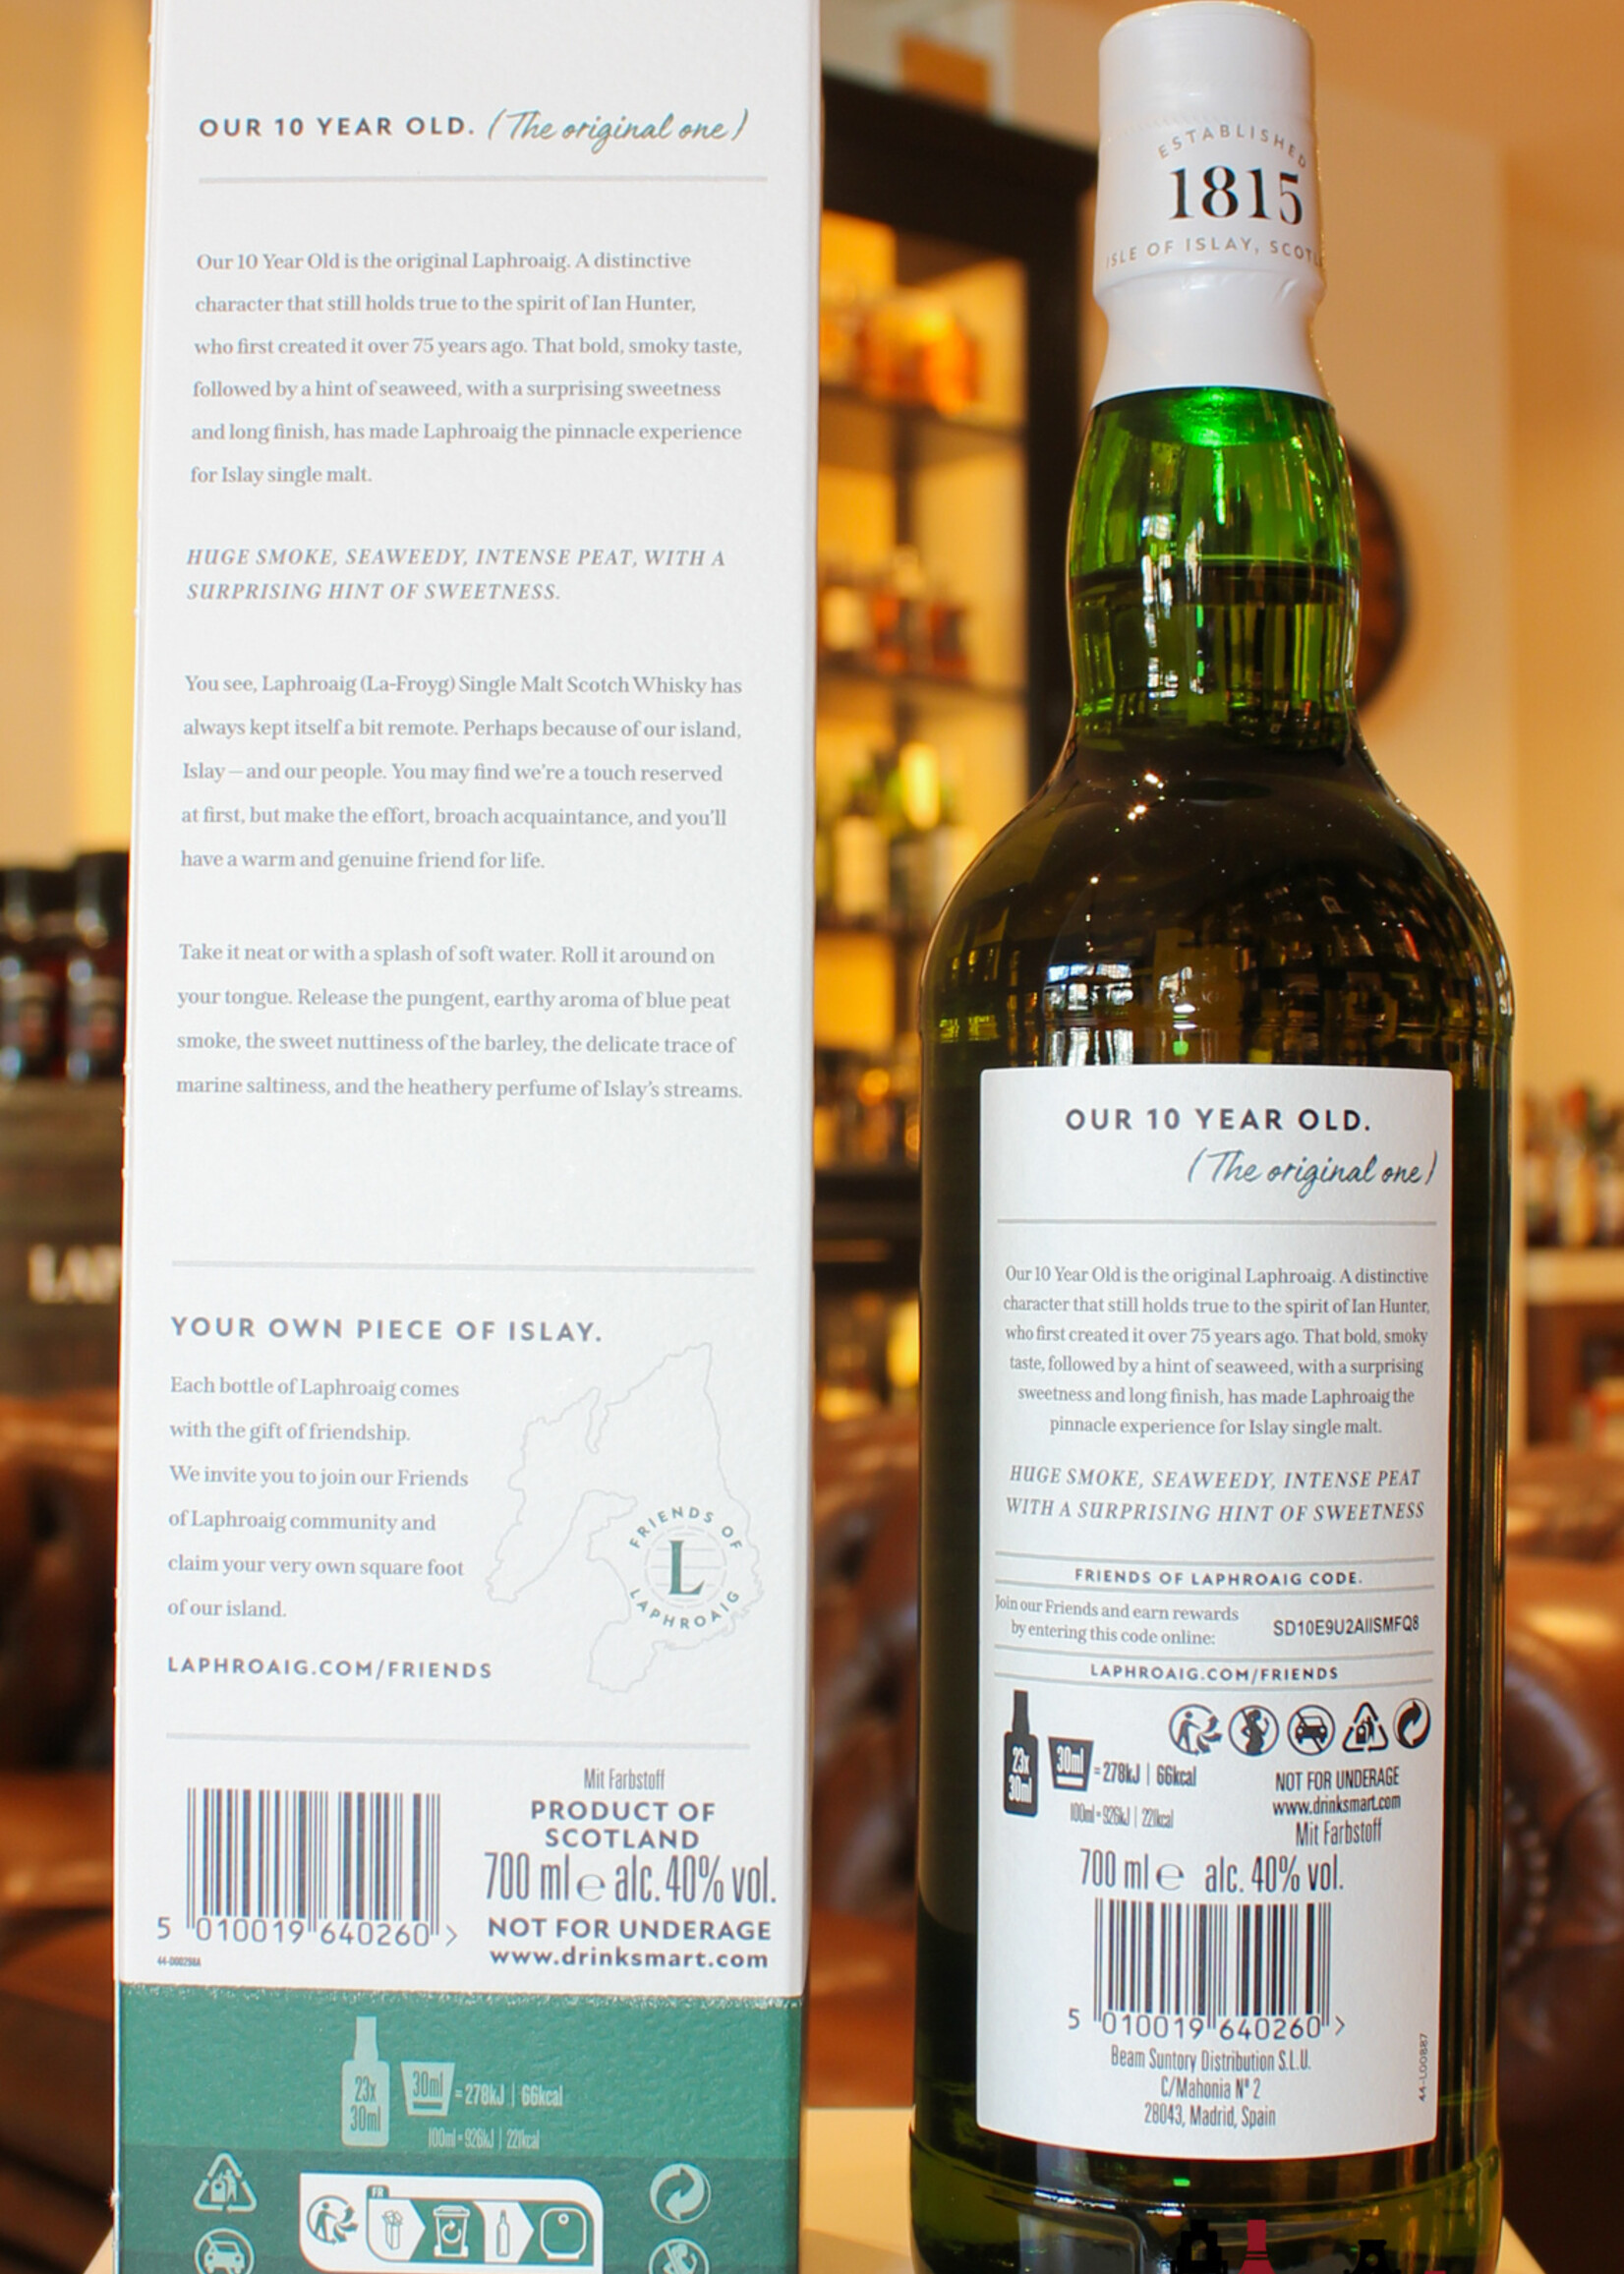 OUR 10 YEAR OLD. (The original one)
Our 10 Year Old is the original Laphroaig. A distinctive
character that still holds true to the spirit of Ian Hunter,
who first created it over 75 years ago. That bold, smoky taste,
followed by a hint of seaweed, with a surprising sweetness
and long finish, has made Laphroaig the pinnacle experience
for Islay single malt.
HUGE SMOKE, SEAWEEDY, INTENSE PEAT, WITH A
SURPRISING HINT OF SWEETNESS.
You see, Laphroaig (La-Froyg) Single Malt Scotch Whisky has
always kept itself a bit remote. Perhaps because of our island,
Islay – and our people. You may find we're a touch reserved
at first, but make the effort, broach acquaintance, and you'll
have a warm and genuine friend for life.
Take it neat or with a splash of soft water. Roll it around on
your tongue. Release the pungent, earthy aroma of blue peat
smoke, the sweet nuttiness of the barley, the delicate trace of
marine saltiness, and the heathery perfume of Islay's streams.
YOUR OWN PIECE OF ISLAY.
Each bottle of Laphroaig comes
with the gift of friendship.
We invite you to join our Friends
of Laphroaig community and
claim your very own square foot
of our island.
LAPHROAIG.COM/FRIENDS
FRIENDS OF
L
LAPHROAIG
Mit Farbstoff
PRODUCT OF
SCOTLAND
700 ml e alc. 40% vol.
NOT FOR UNDERAGE
www.drinksmart.com
5 010019 640260 >
44-000298A
23x
30ml
30ml
= 278kJ | 66kcal
100ml = 926kJ | 221kcal
FR
ESTABLISHED
1815
ISLE OF ISLAY, SCOTL
OUR 10 YEAR OLD.
(The original one)
Our 10 Year Old is the original Laphroaig. A distinctive
character that still holds true to the spirit of Ian Hunter,
who first created it over 75 years ago. That bold, smoky
taste, followed by a hint of seaweed, with a surprising
sweetness and long finish, has made Laphroaig the
pinnacle experience for Islay single malt.
HUGE SMOKE, SEAWEEDY, INTENSE PEAT
WITH A SURPRISING HINT OF SWEETNESS
FRIENDS OF LAPHROAIG CODE.
Join our Friends and earn rewards
by entering this code online:
SD10E9U2AIISMFQ8
LAPHROAIG.COM/FRIENDS
23x
30ml
30ml
= 278kJ | 66kcal
100ml = 926kJ | 221kcal
NOT FOR UNDERAGE
www.drinksmart.com
Mit Farbstoff
700 ml e alc. 40% vol.
5 010019 640260 >
Beam Suntory Distribution S.L.U.
C/Mahonia Nº 2
28043, Madrid, Spain
44-L00887
LAP